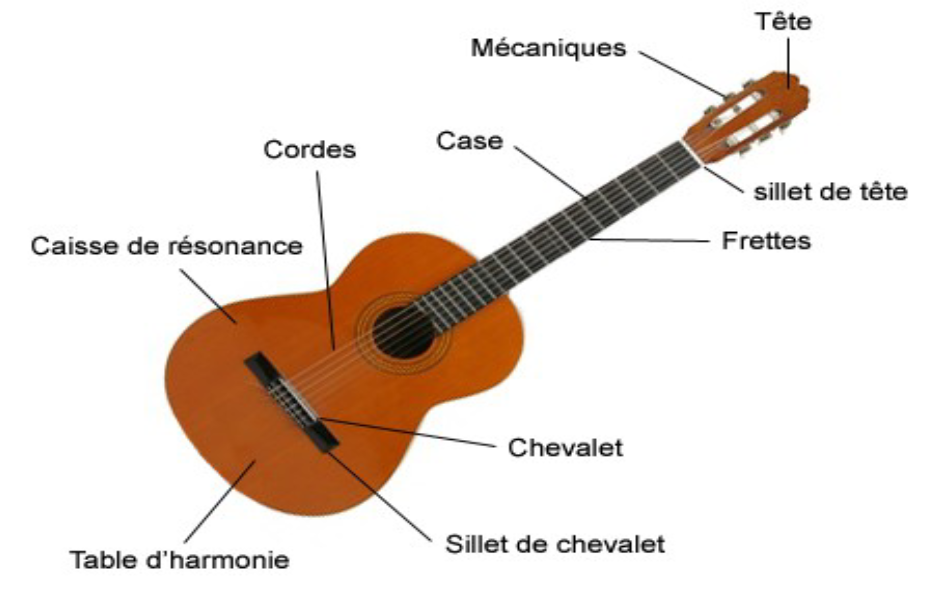 Tête
Mécaniques
Case
Cordes
sillet de tête
Frettes
Caisse de résonance
Chevalet
Sillet de chevalet
Table d'harmonie